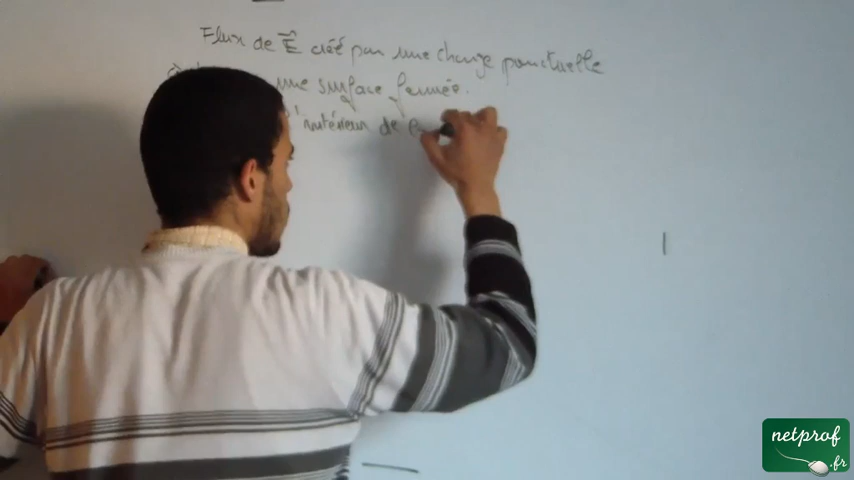 Flux de E créé par une charge ponctuelle
une surface fermée.
l'intérieur de
netprof
.fr